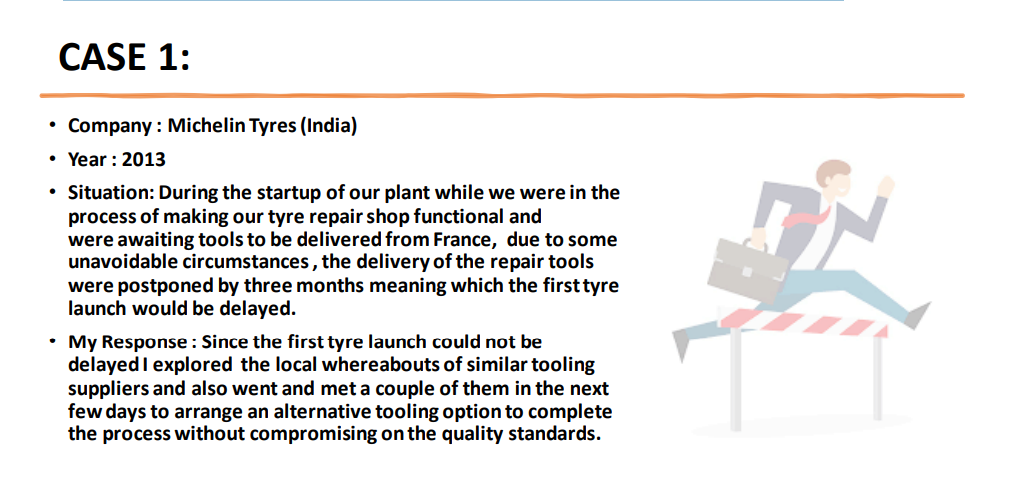 CASE 1:
• Company : Michelin Tyres (India)
• Year : 2013
• Situation: During the startup of our plant while we were in the
process of making our tyre repair shop functional and
were awaiting tools to be delivered from France, due to some
unavoidable circumstances , the delivery of the repair tools
were postponed by three months meaning which the first tyre
launch would be delayed.
• My Response : Since the first tyre launch could not be
delayed I explored the local whereabouts of similar tooling
suppliers and also went and met a couple of them in the next
few days to arrange an alternative tooling option to complete
the process without compromising on the quality standards.